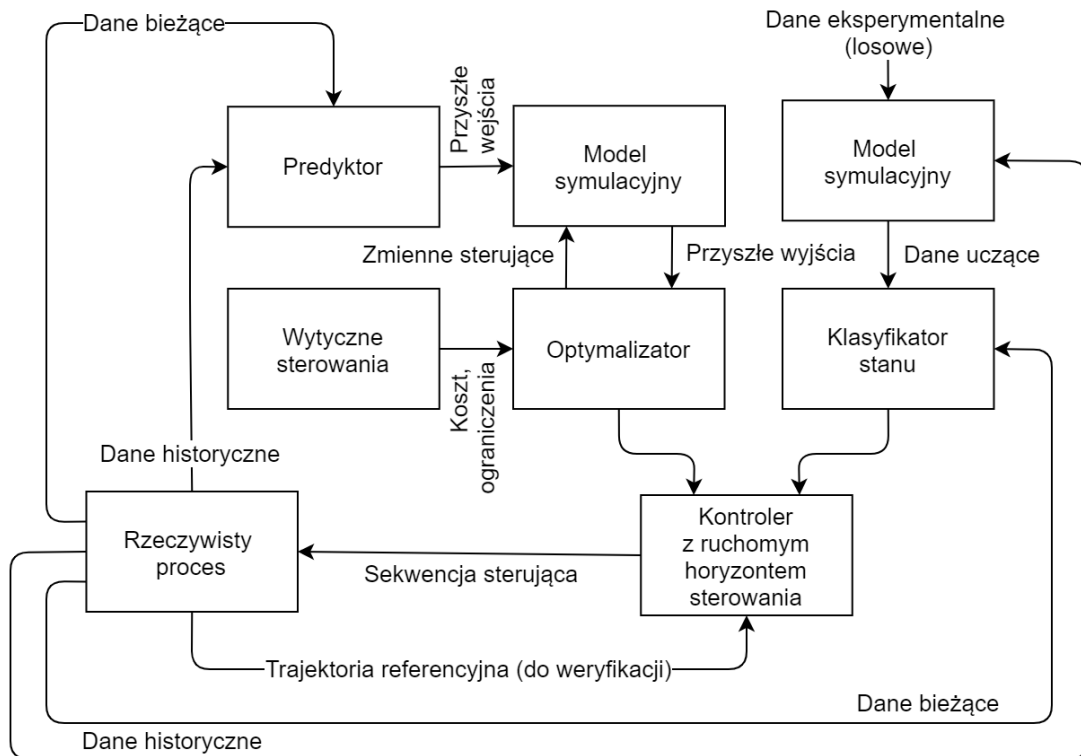 Dane bieżące
Dane eksperymentalne
(losowe)
Predyktor
Przyszłe
wejścia
Model
symulacyjny
Model
symulacyjny
Zmienne sterujące
Przyszłe wyjścia
Dane uczące
Wytyczne
sterowania
Koszt,
ograniczenia
Optymalizator
Klasyfikator
stanu
Dane historyczne
Rzeczywisty
proces
Sekwencja sterująca
Kontroler
z ruchomym
horyzontem
sterowania
Trajektoria referencyjna (do weryfikacji)
Dane bieżące
Dane historyczne